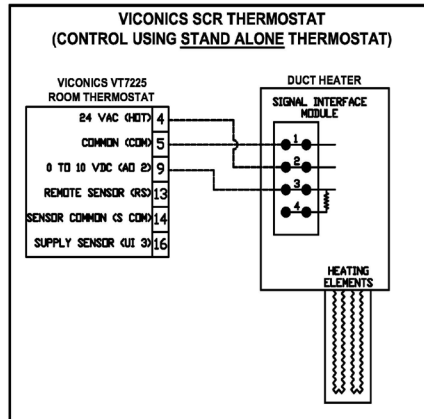 VICONICS SCR THERMOSTAT
(CONTROL USING STAND ALONE THERMOSTAT)
VICONICS VT7225
ROOM THERMOSTAT
24 VAC (HOT) 4
COMMON (COM) 5
0 TO 10 VDC (AO 2) 9
REMOTE SENSOR (RS) 13
SENSOR COMMON (S COM) 14
SUPPLY SENSOR (UI 3) 16
DUCT HEATER
SIGNAL INTERFACE
MODULE
1
2
3
4
HEATING
ELEMENTS